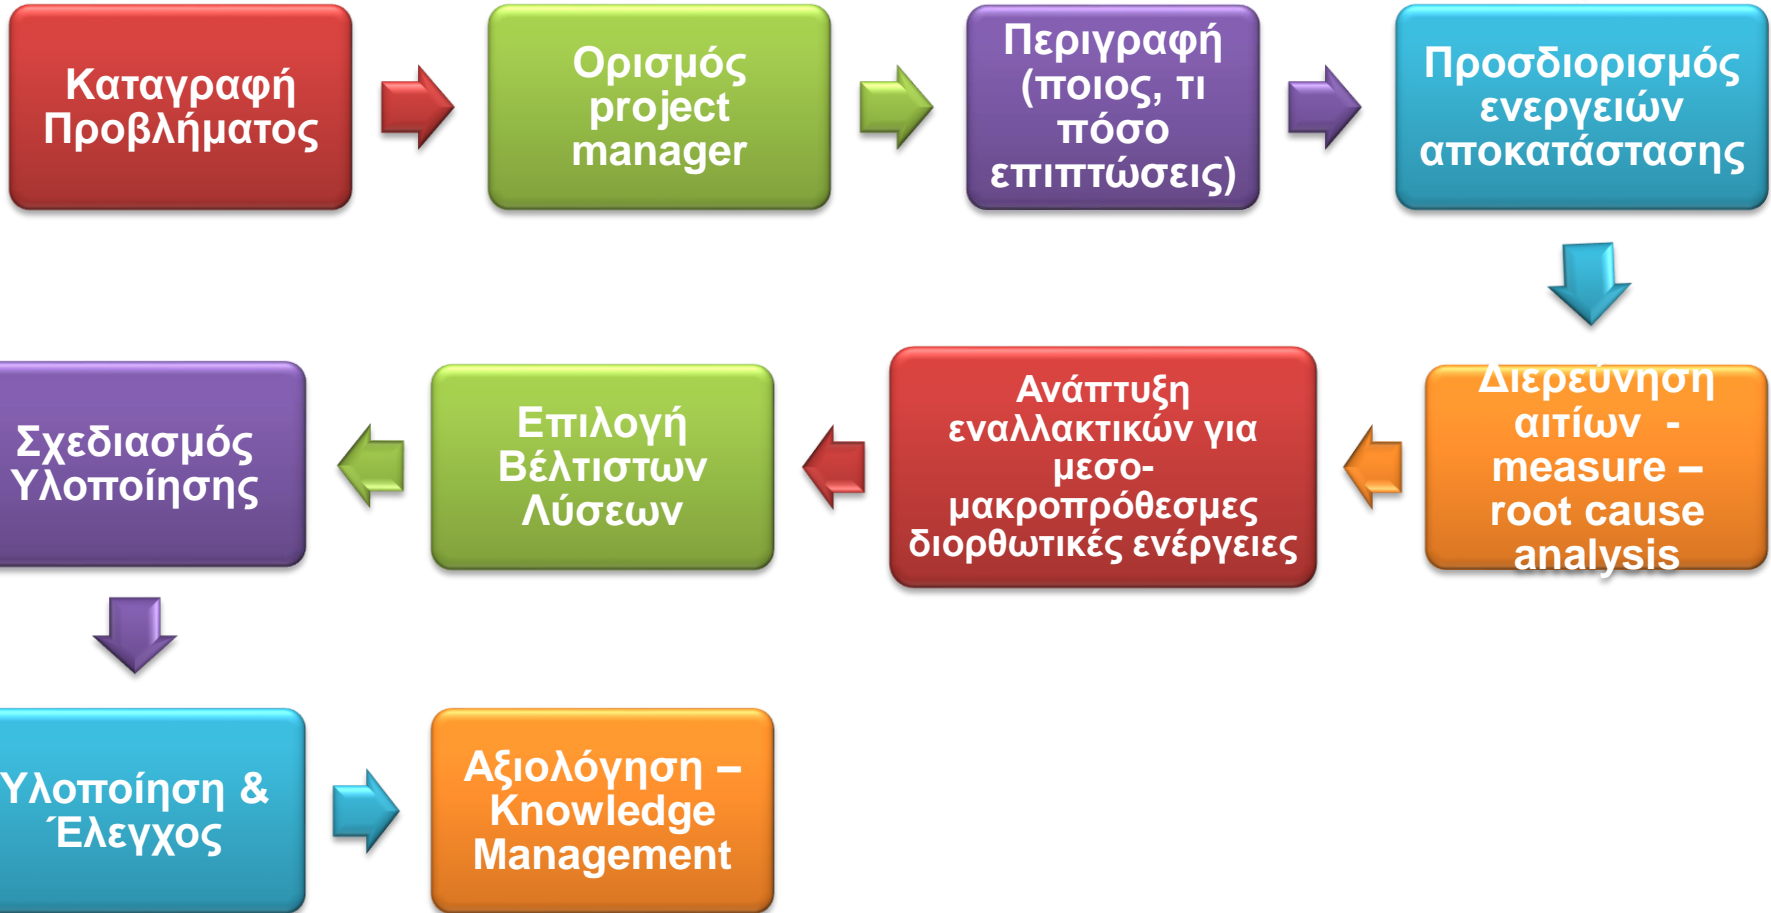 Καταγραφή
Προβλήματος
Ορισμός
project
manager
Περιγραφή
(ποιος, τι
πόσο
επιπτώσεις)
Προσδιορισμός
ενεργειών
αποκατάστασης
Διερεύνηση
αιτίων -
measure –
root cause
analysis
Ανάπτυξη
εναλλακτικών για
μεσο-
μακροπρόθεσμες
διορθωτικές ενέργειες
Επιλογή
Βέλτιστων
Λύσεων
Σχεδιασμός
Υλοποίησης
Υλοποίηση &
Έλεγχος
Αξιολόγηση –
Knowledge
Management